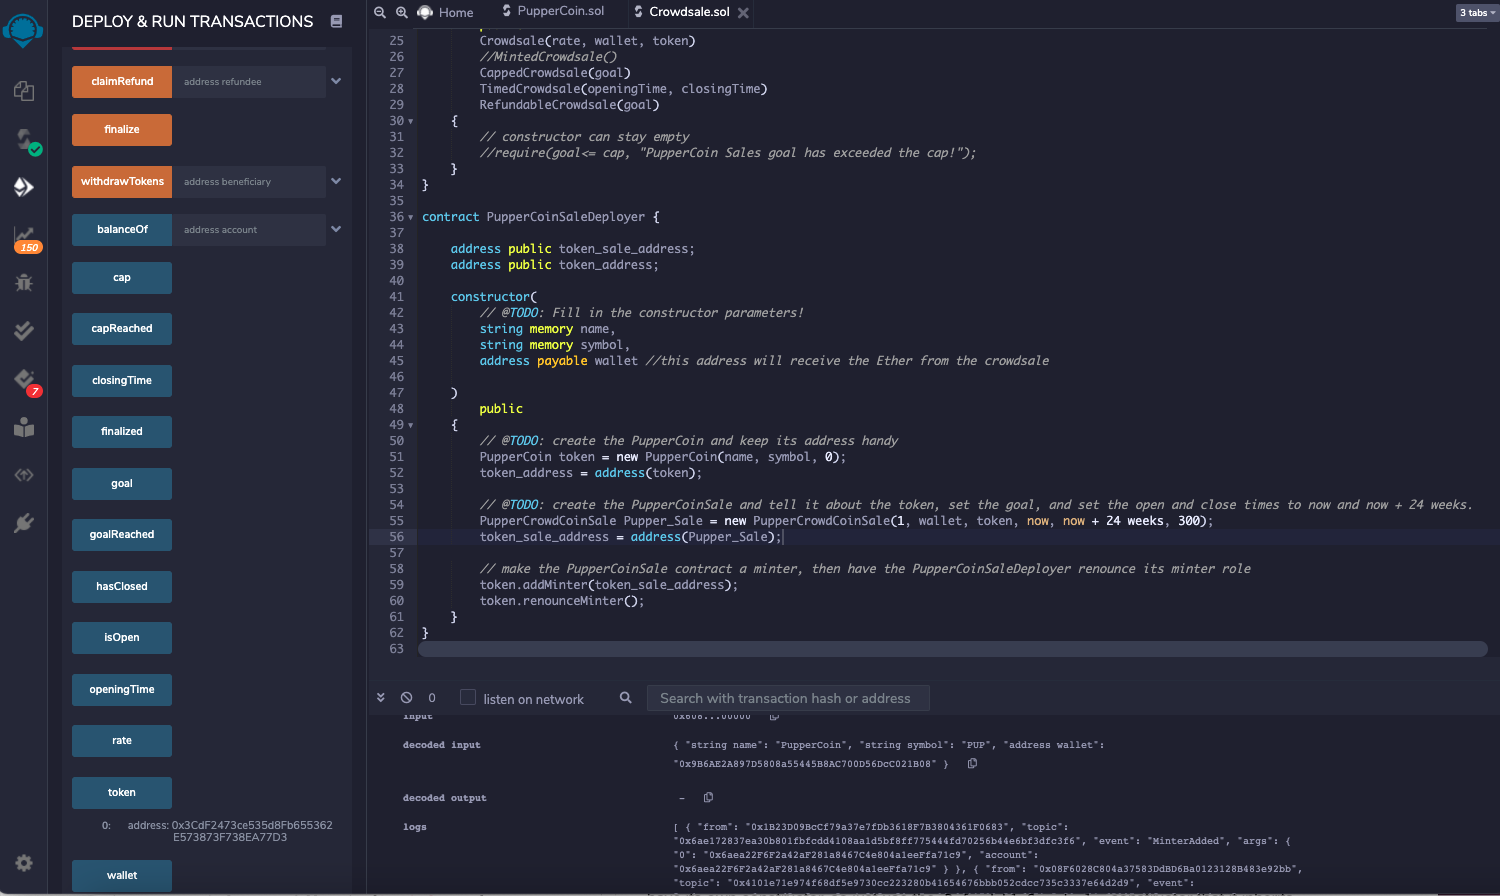 DEPLOY & RUN TRANSACTIONS
claimRefund
address refundee
finalize
withdrawTokens
address beneficiary
balanceOf
address account
cap
capReached
closingTime
finalized
goal
goalReached
hasClosed
isOpen
openingTime
rate
token
0: address: 0x3CdF2473ce535d8Fb655362
E573873F738EA77D3
wallet
150
7
Home
PupperCoin.sol
Crowdsale.sol
3 tabs
25 Crowdsale(rate, wallet, token)
26 //MintedCrowdsale()
27 CappedCrowdsale(goal)
28 TimedCrowdsale(openingTime, closingTime)
29 RefundableCrowdsale(goal)
30 {
31 // constructor can stay empty
32 //require(goal<= cap, "PupperCoin Sales goal has exceeded the cap!");
33 }
34 }
35
36 contract PupperCoinSaleDeployer {
37
38 address public token_sale_address;
39 address public token_address;
40
41 constructor(
42 // @TODO: Fill in the constructor parameters!
43 string memory name,
44 string memory symbol,
45 address payable wallet //this address will receive the Ether from the crowdsale
46
47 )
48 public
49 {
50 // @TODO: create the PupperCoin and keep its address handy
51 PupperCoin token = new PupperCoin(name, symbol, 0);
52 token_address = address(token);
53
54 // @TODO: create the PupperCoinSale and tell it about the token, set the goal, and set the open and close times to now and now + 24 weeks.
55 PupperCrowdCoinSale Pupper_Sale = new PupperCrowdCoinSale(1, wallet, token, now, now + 24 weeks, 300);
56 token_sale_address = address(Pupper_Sale);
57
58 // make the PupperCoinSale contract a minter, then have the PupperCoinSaleDeployer renounce its minter role
59 token.addMinter(token_sale_address);
60 token.renounceMinter();
61 }
62 }
63
0
listen on network
Search with transaction hash or address
input 0x608...00000
decoded input { "string name": "PupperCoin", "string symbol": "PUP", "address wallet":
"0x9B6AE2A897D5808a55445B8AC700D56DcC021B08" }
decoded output -
logs [ { "from": "0x1B23D09BcCf79a37e7fDb3618F7B3804361F0683", "topic":
"0x6ae172837ea30b801fbfcdd4108aa1d5bf8ff775444fd70256b44e6bf3dfc3f6", "event": "MinterAdded", "args": {
"0": "0x6aea22F6F2a42aF281a8467C4e804a1eeFfa71c9", "account":
"0x6aea22F6F2a42aF281a8467C4e804a1eeFfa71c9" } }, { "from": "0x08F6028C804a37583DdBD6Ba0123128B483e92bb",
"topic": "0x4101e71e974f68df5e9730cc223280b41654676bbb052cdcc735c3337e64d2d9", "event":